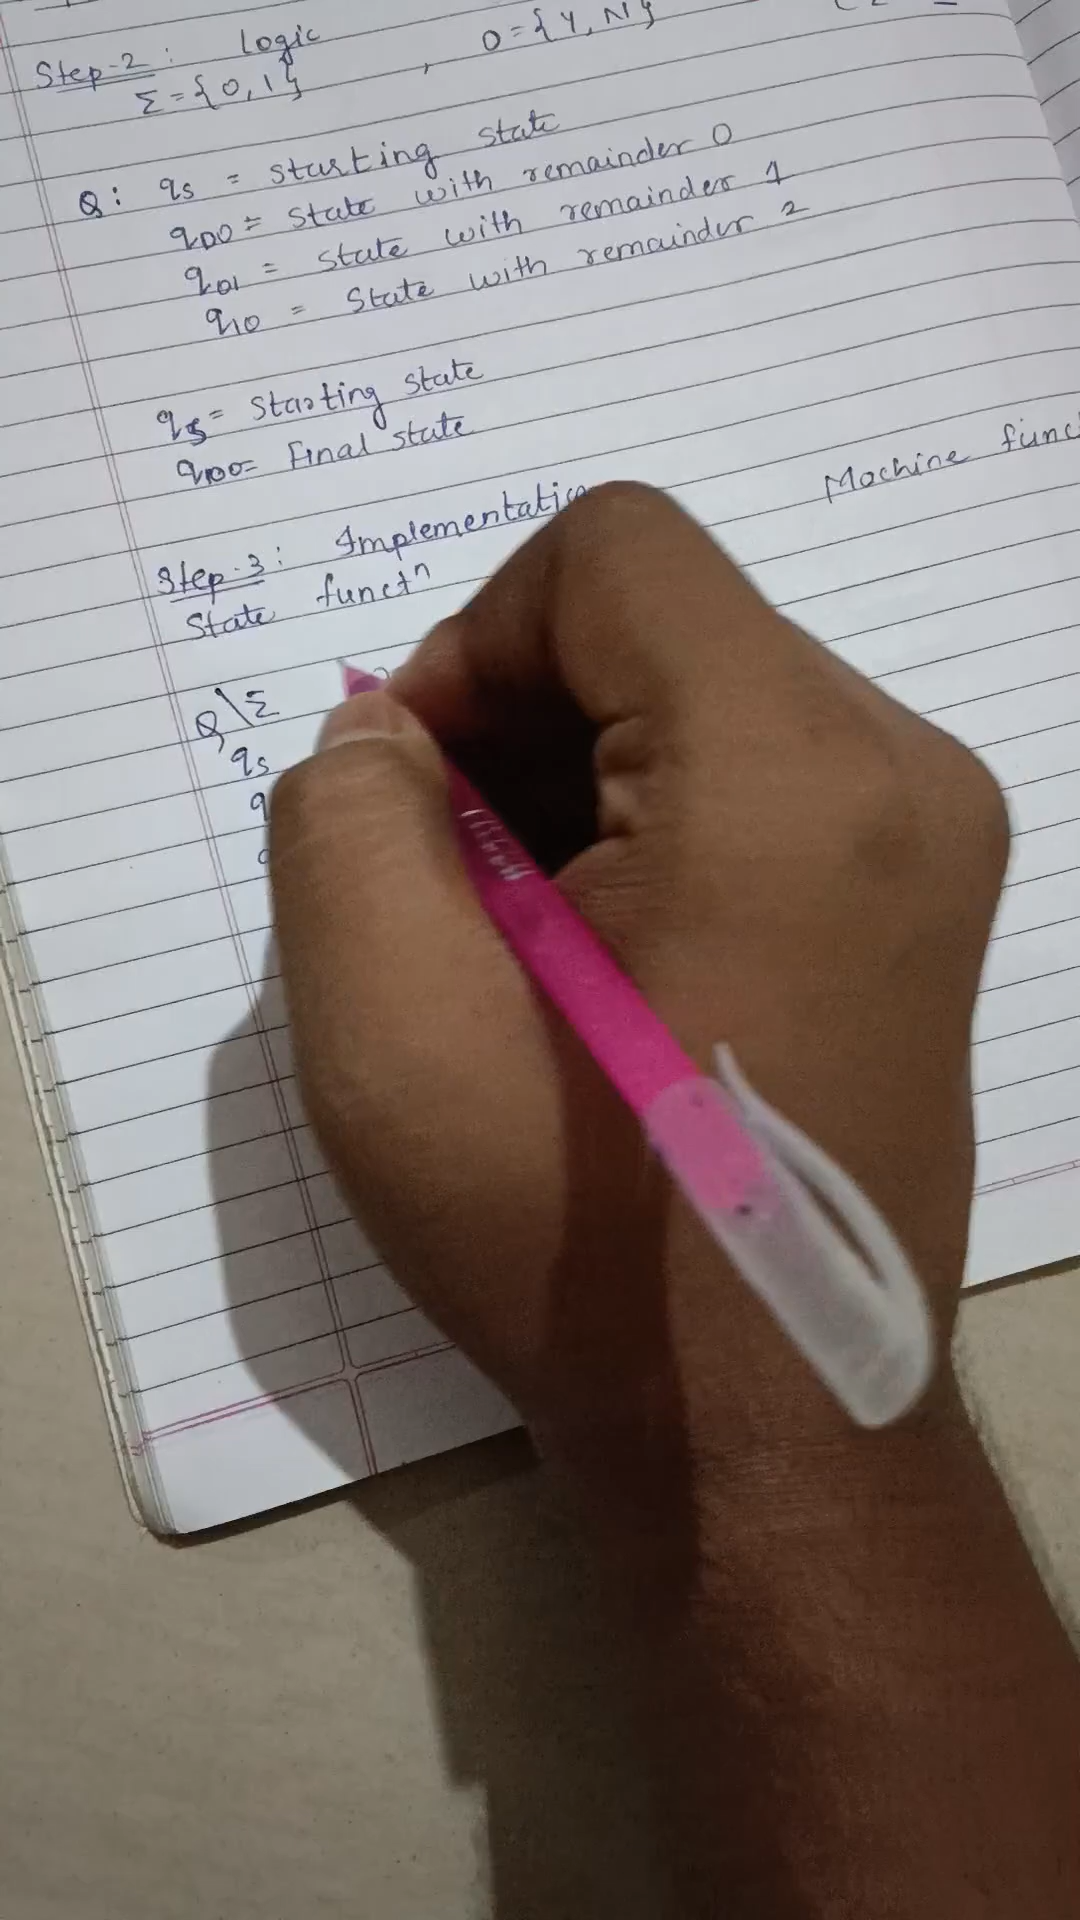 Step-2: Logic
Σ = {0,1} , O = {Y, N}
Q: qs = starting state
q00 = state with remainder 0
q01 = state with remainder 1
q10 = state with remainder 2
qs = Starting state
q00 = Final state
Step-3: Implementation
State functn Machine func
Q\Σ
qs
q